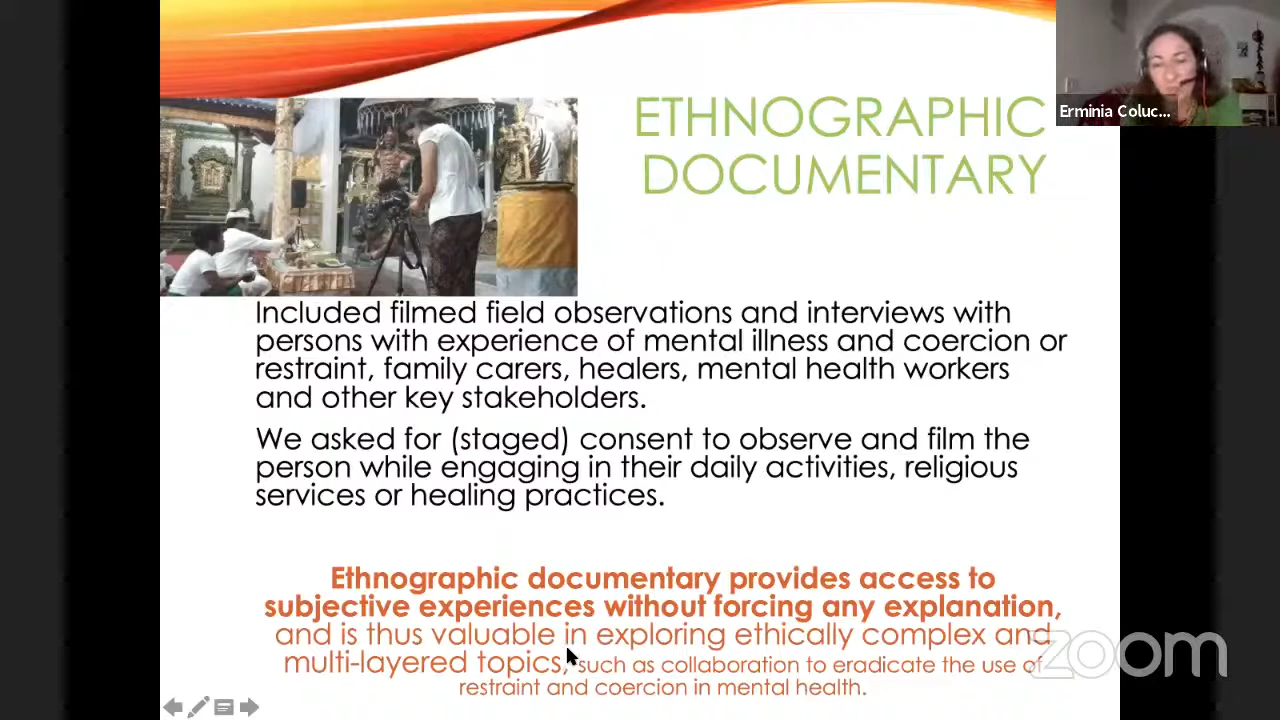 Erminia Coluc...
ETHNOGRAPHIC
DOCUMENTARY
Included filmed field observations and interviews with
persons with experience of mental illness and coercion or
restraint, family carers, healers, mental health workers
and other key stakeholders.
We asked for (staged) consent to observe and film the
person while engaging in their daily activities, religious
services or healing practices.
Ethnographic documentary provides access to
subjective experiences without forcing any explanation,
and is thus valuable in exploring ethically complex and
multi-layered topics, such as collaboration to eradicate the use of
restraint and coercion in mental health.
zoom